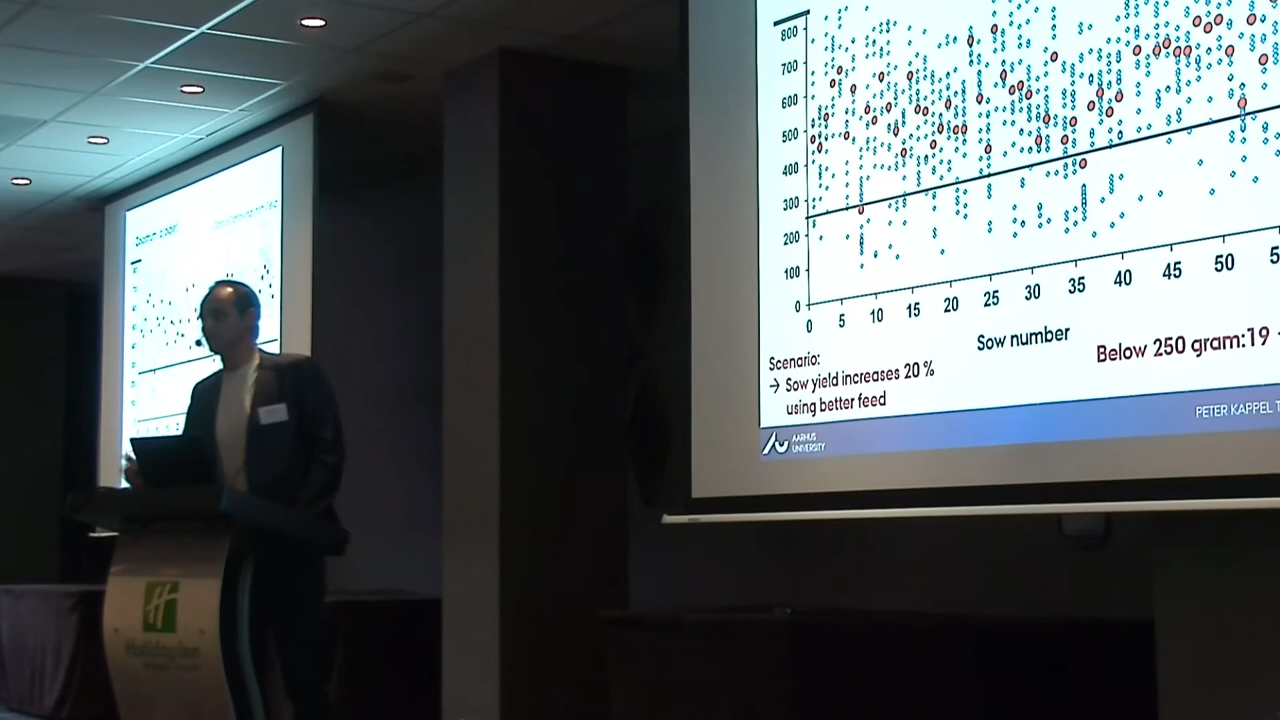 800
700
600
500
400
300
200
100
0
0 5 10 15 20 25 30 35 40 45 50
Sow number
Scenario:
→ Sow yield increases 20 %
using better feed
Below 250 gram:19
AARHUS
UNIVERSITY
PETER KAPPEL
H
Holiday Inn